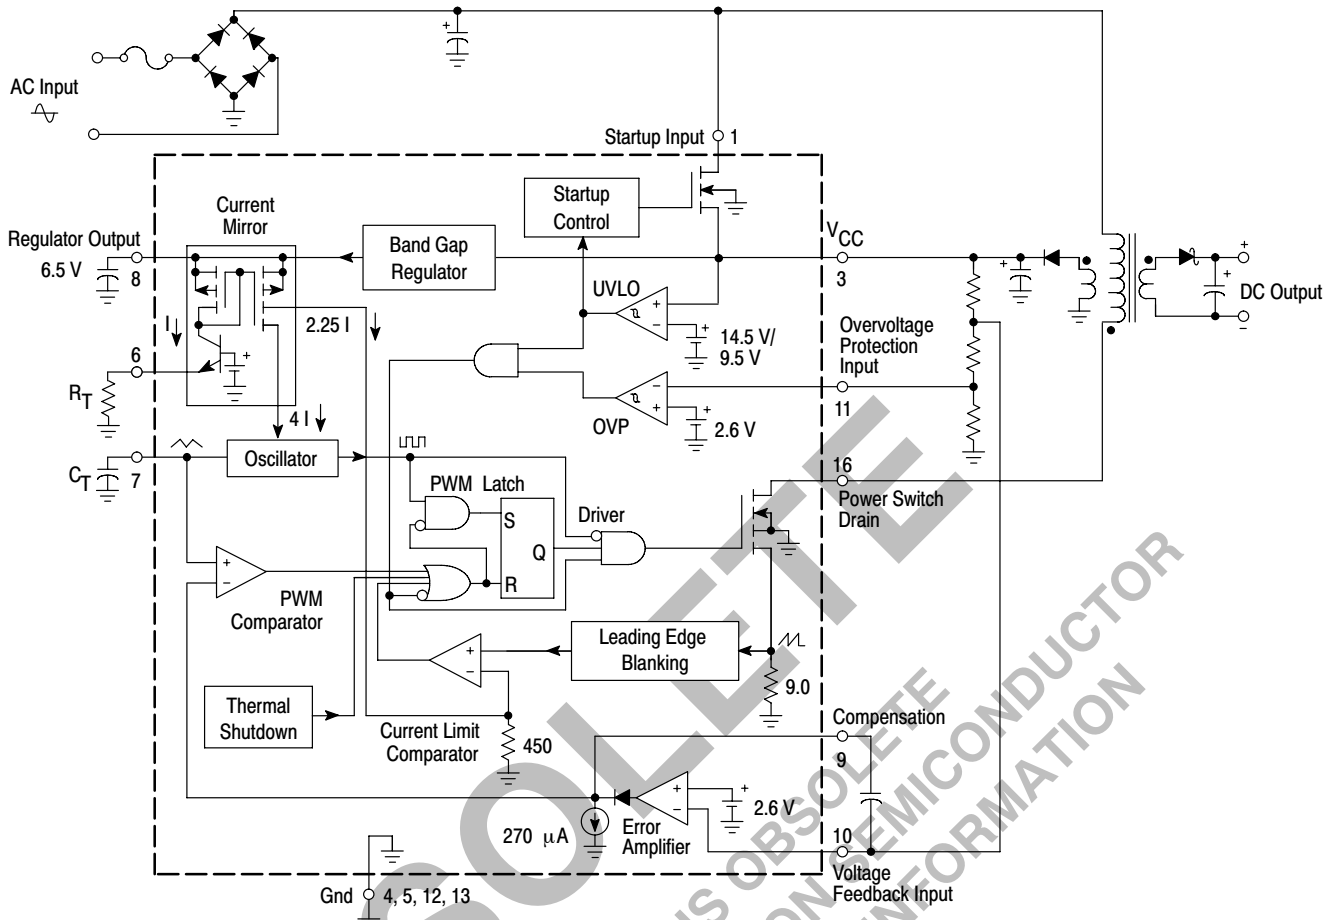 AC Input
Startup Input
1
Current
Mirror
Startup
Control
Regulator Output
6.5 V
8
Band Gap
Regulator
VCC
3
DC Output
+
−
UVLO
14.5 V/
9.5 V
I
2.25 I
Overvoltage
Protection
Input
11
6
RT
4 I
OVP
2.6 V
CT
7
Oscillator
16
Power Switch
Drain
PWM Latch
S
Q
R
Driver
PWM
Comparator
Leading Edge
Blanking
9.0
Thermal
Shutdown
Current Limit
Comparator
450
Compensation
9
270 µA
Error
Amplifier
2.6 V
10
Voltage
Feedback Input
Gnd
4, 5, 12, 13
SOLETE
IS OBSOLETE
ON SEMICONDUCTOR
INFORMATION